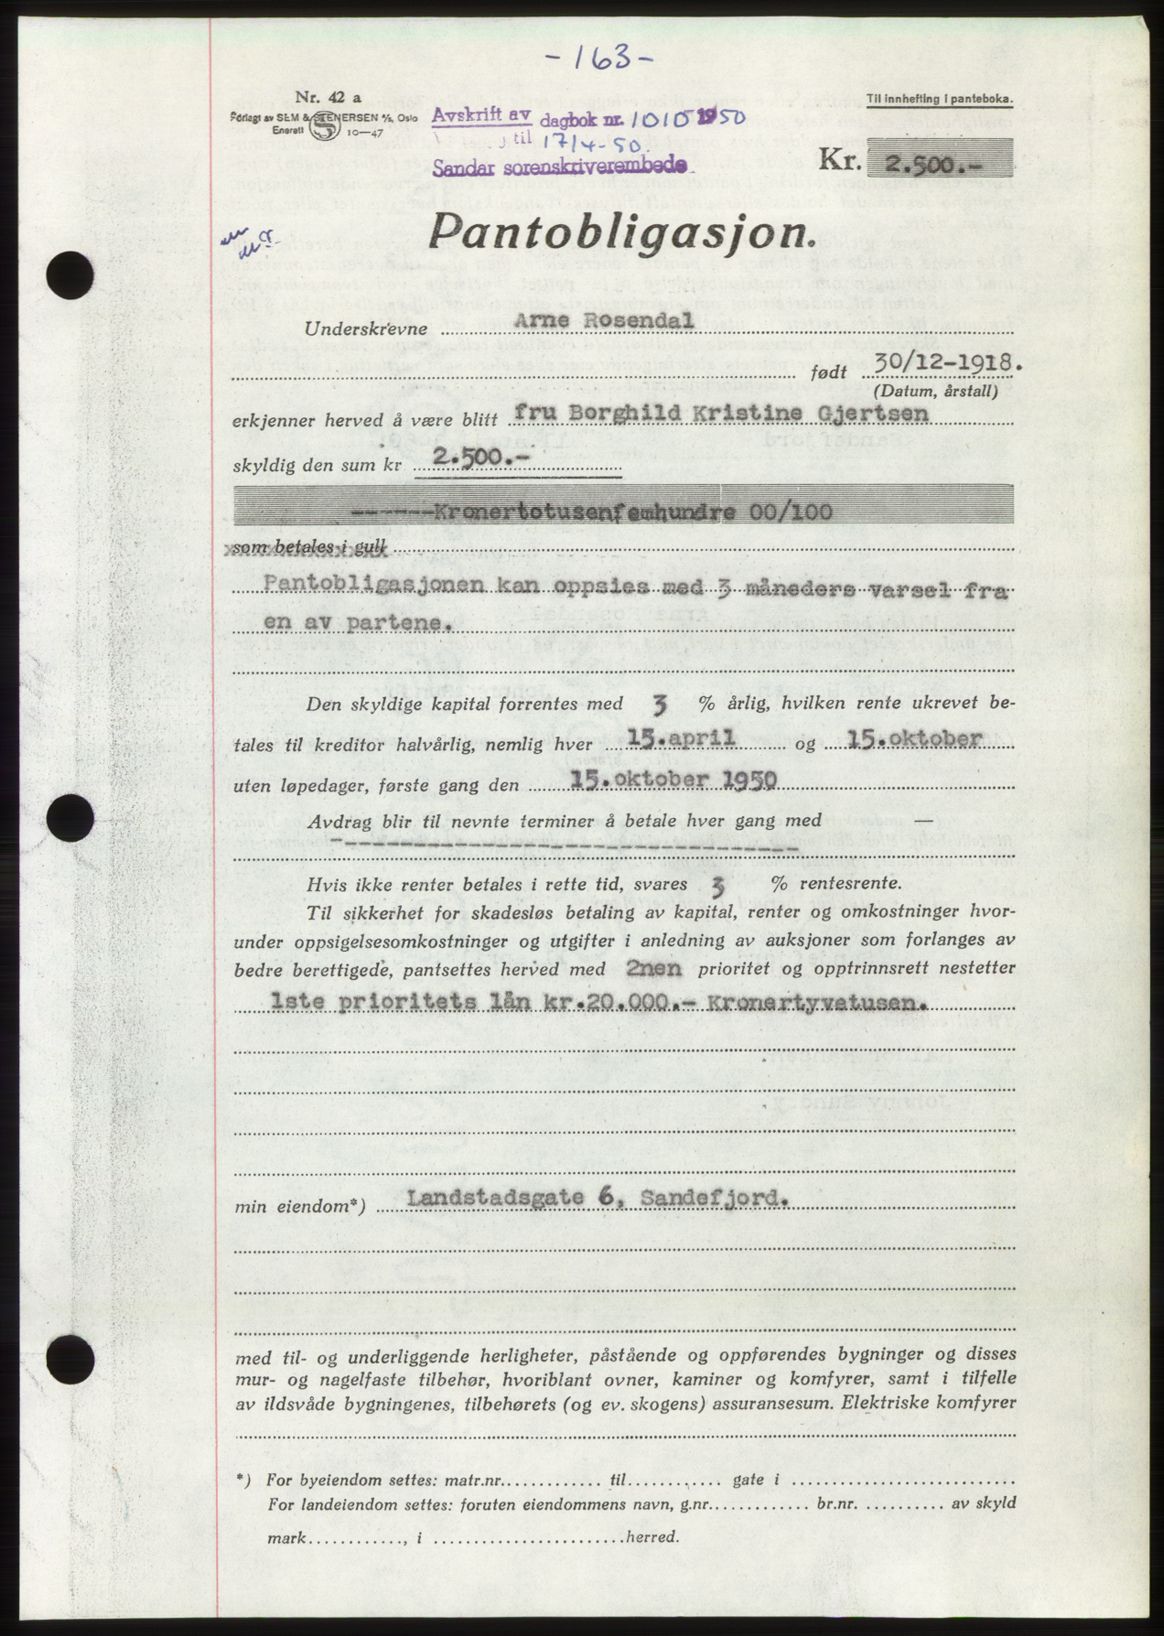 - 163 -
Nr. 42 a
Forlagt av SEM & STENERSEN A/S, Oslo
Enerett 10—47
Til innhefting i panteboka.
Avskrift av dagbok nr. 1010 1950
til 17/4-50.
Sandar sorenskriverembede
Kr. 2.500.-
Pantobligasjon.
Underskrevne Arne Rosendal
født 30/12-1918.
(Datum, årstall)
erkjenner herved å være blitt fru Borghild Kristine Gjertsen
skyldig den sum kr 2.500.-
------Kronertotusenfemhundre 00/100
som betales i gull
Pantobligasjonen kan oppsies med 3 måneders varsel fra
en av partene.
Den skyldige kapital forrentes med 3 % årlig, hvilken rente ukrevet be-
tales til kreditor halvårlig, nemlig hver 15.april og 15.oktober
uten løpedager, første gang den 15.oktober 1950
Avdrag blir til nevnte terminer å betale hver gang med —
Hvis ikke renter betales i rette tid, svares 3 % rentesrente.
Til sikkerhet for skadesløs betaling av kapital, renter og omkostninger hvor-
under oppsigelsesomkostninger og utgifter i anledning av auksjoner som forlanges av
bedre berettigede, pantsettes herved med 2nen prioritet og opptrinnsrett nestetter
1ste prioritets lån kr.20.000.- Kronertyvetusen.
min eiendom*) Landstadsgate 6, Sandefjord.
med til- og underliggende herligheter, påstående og oppførendes bygninger og disses
mur- og nagelfaste tilbehør, hvoriblant ovner, kaminer og komfyrer, samt i tilfelle
av ildsvåde bygningenes, tilbehørets (og ev. skogens) assuransesum. Elektriske komfyrer
*) For byeiendom settes: matr.nr............. til............ gate i ............................
For landeiendom settes: foruten eiendommens navn, g.nr............. br.nr. .......... av skyld
mark............, i ........................herred.